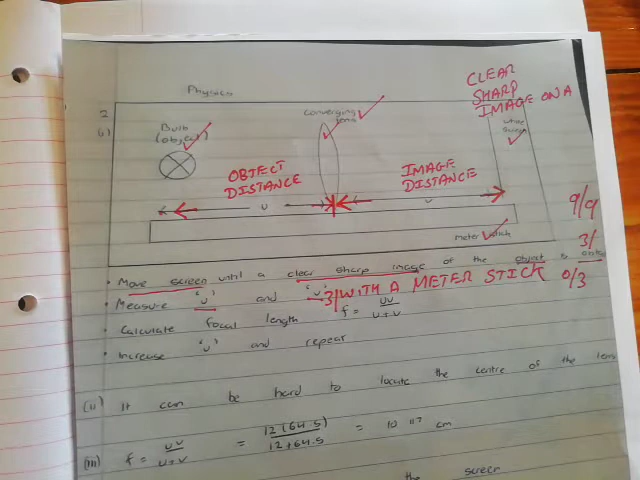 Physics
CLEAR
SHARP
IMAGE ON A
2
(i)
Bulb
(object)
converging
lens
white
screen
OBJECT
DISTANCE
IMAGE
DISTANCE
u
v
meter stick
9/9
3/
0/3
• Move screen until a clear sharp image of the object is
• Measure 'u' and 'v' 3/ WITH A METER STICK
• Calculate focal length f = uv / u+v
• Increase 'u' and repeat
(ii) It can be hard to locate the centre of the lens
(iii) f = uv / u+v = 12(64.5) / 12+64.5 = 10.117 cm
the screen